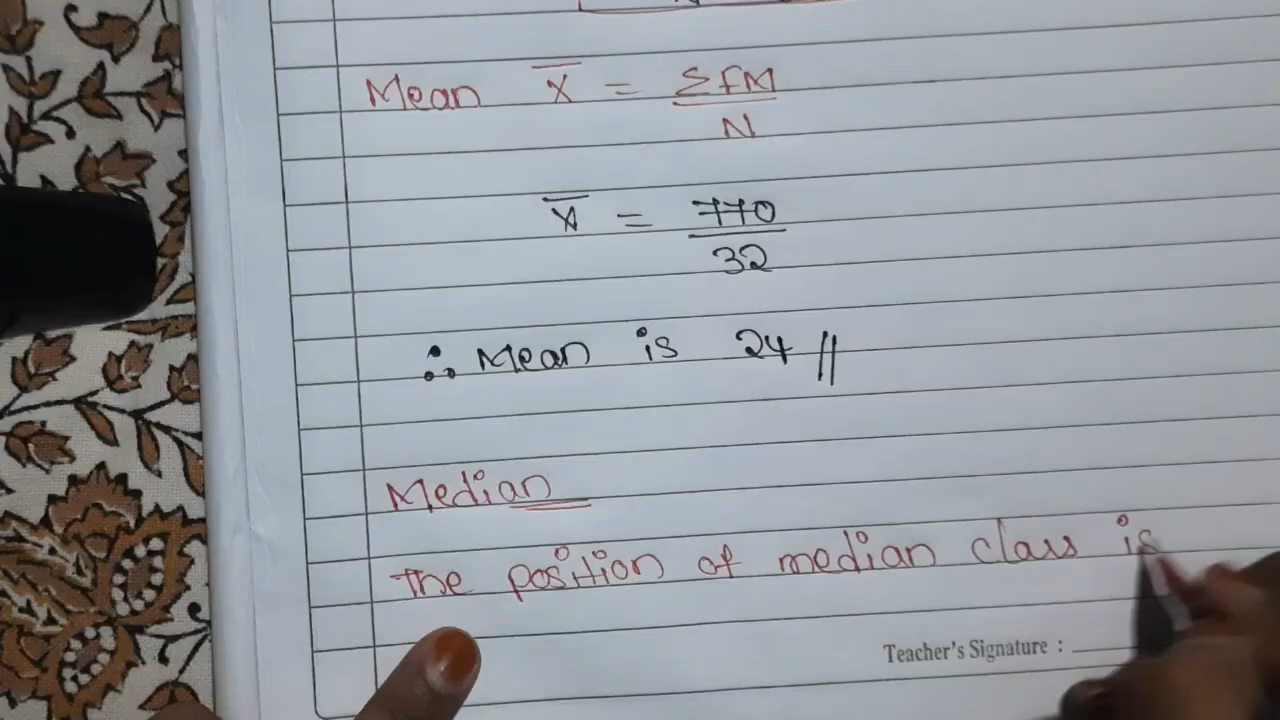 Mean X̄ = ΣfM
N
X̄ = 770
32
∴ Mean is 24 //
Median
The position of median class is
Teacher's Signature :